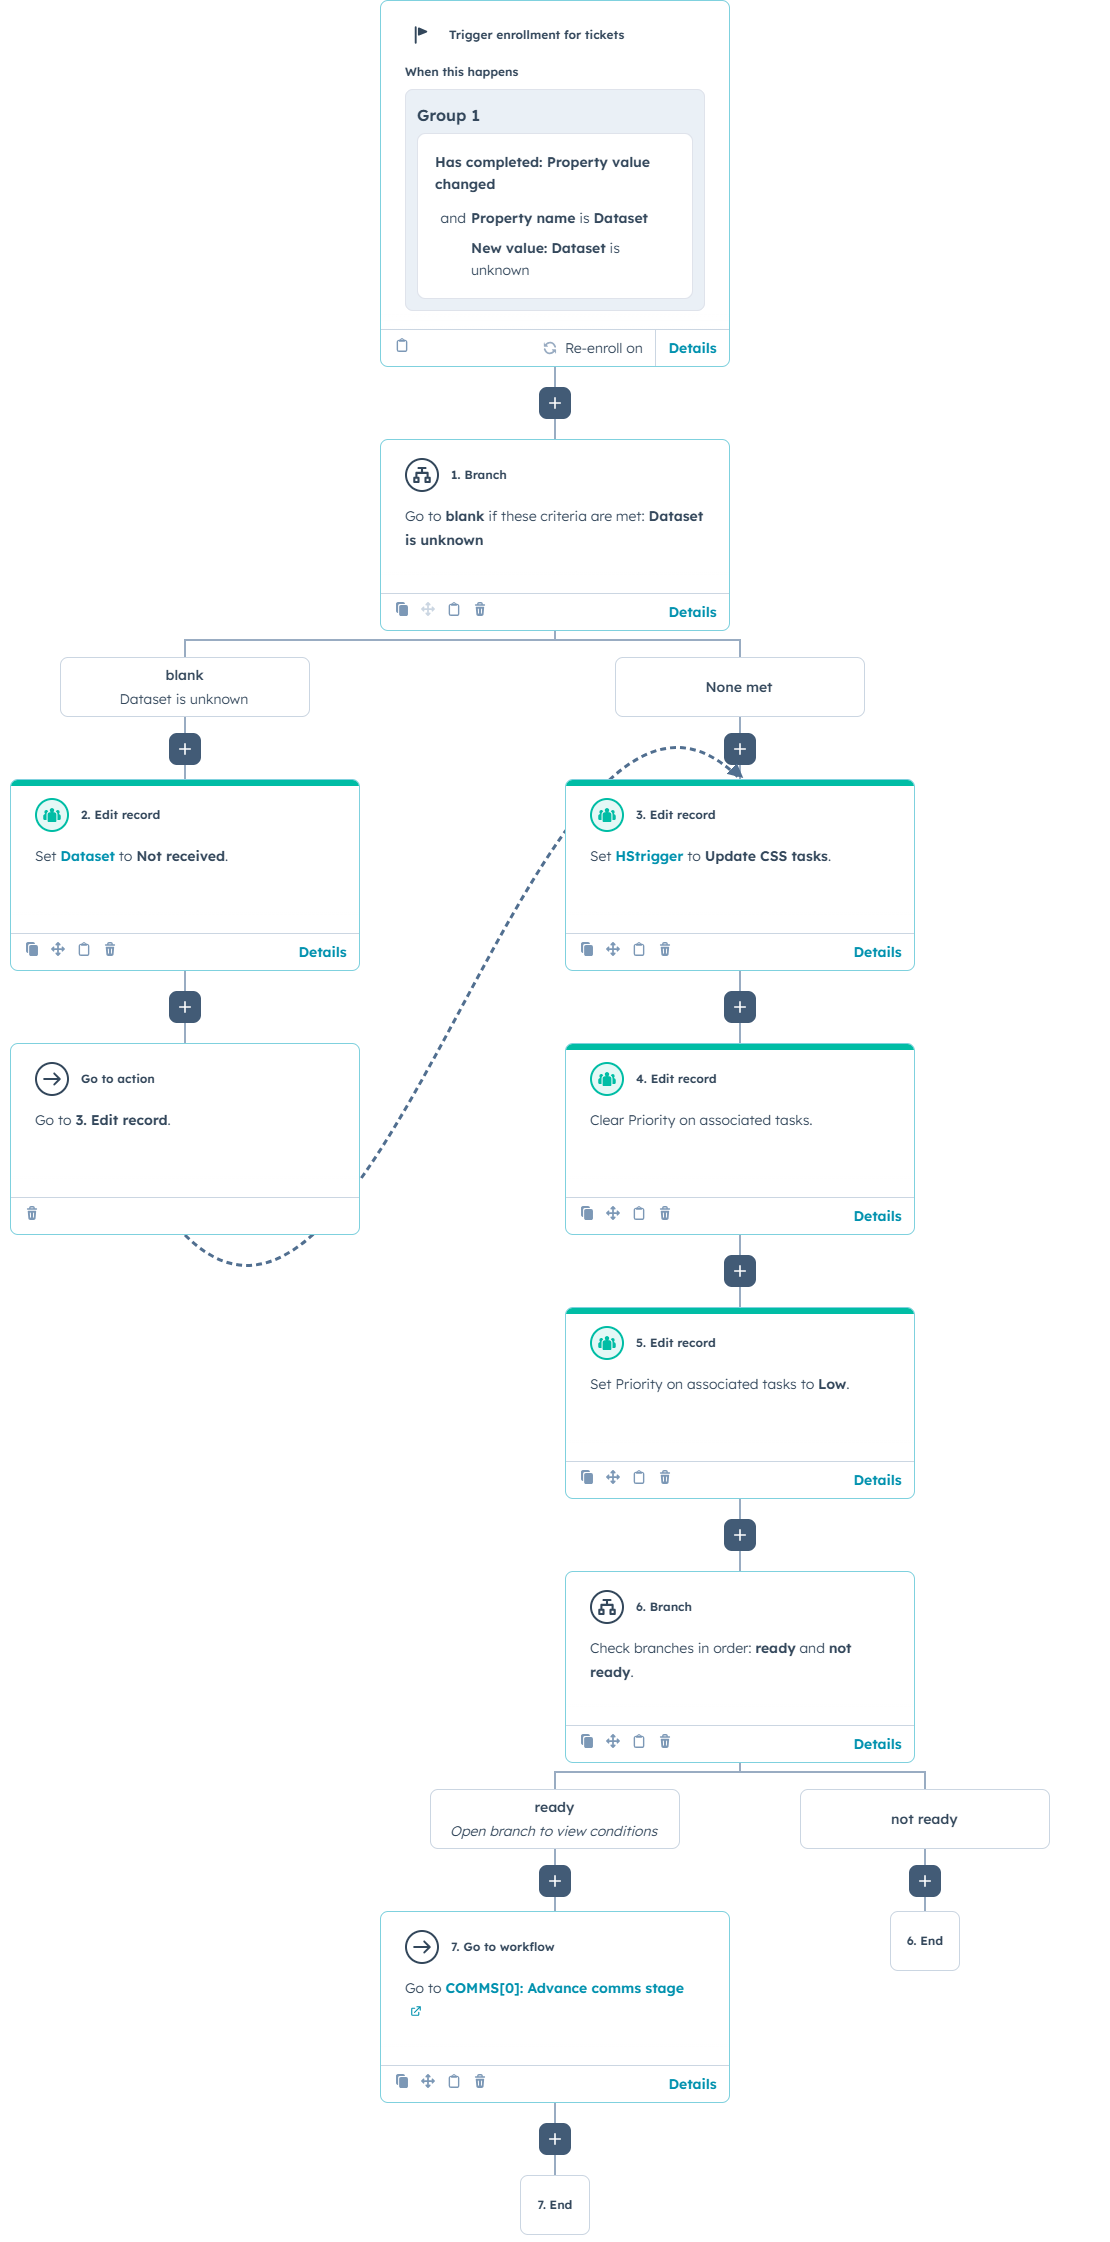 Trigger enrollment for tickets
When this happens
Group 1
Has completed: Property value
changed
and Property name is Dataset
New value: Dataset is
unknown
Re-enroll on
Details
1. Branch
Go to blank if these criteria are met: Dataset
is unknown
Details
blank
Dataset is unknown
None met
2. Edit record
Set Dataset to Not received.
Details
3. Edit record
Set HStrigger to Update CSS tasks.
Details
Go to action
Go to 3. Edit record.
4. Edit record
Clear Priority on associated tasks.
Details
5. Edit record
Set Priority on associated tasks to Low.
Details
6. Branch
Check branches in order: ready and not
ready.
Details
ready
Open branch to view conditions
not ready
7. Go to workflow
Go to COMMS[0]: Advance comms stage
Details
6. End
7. End